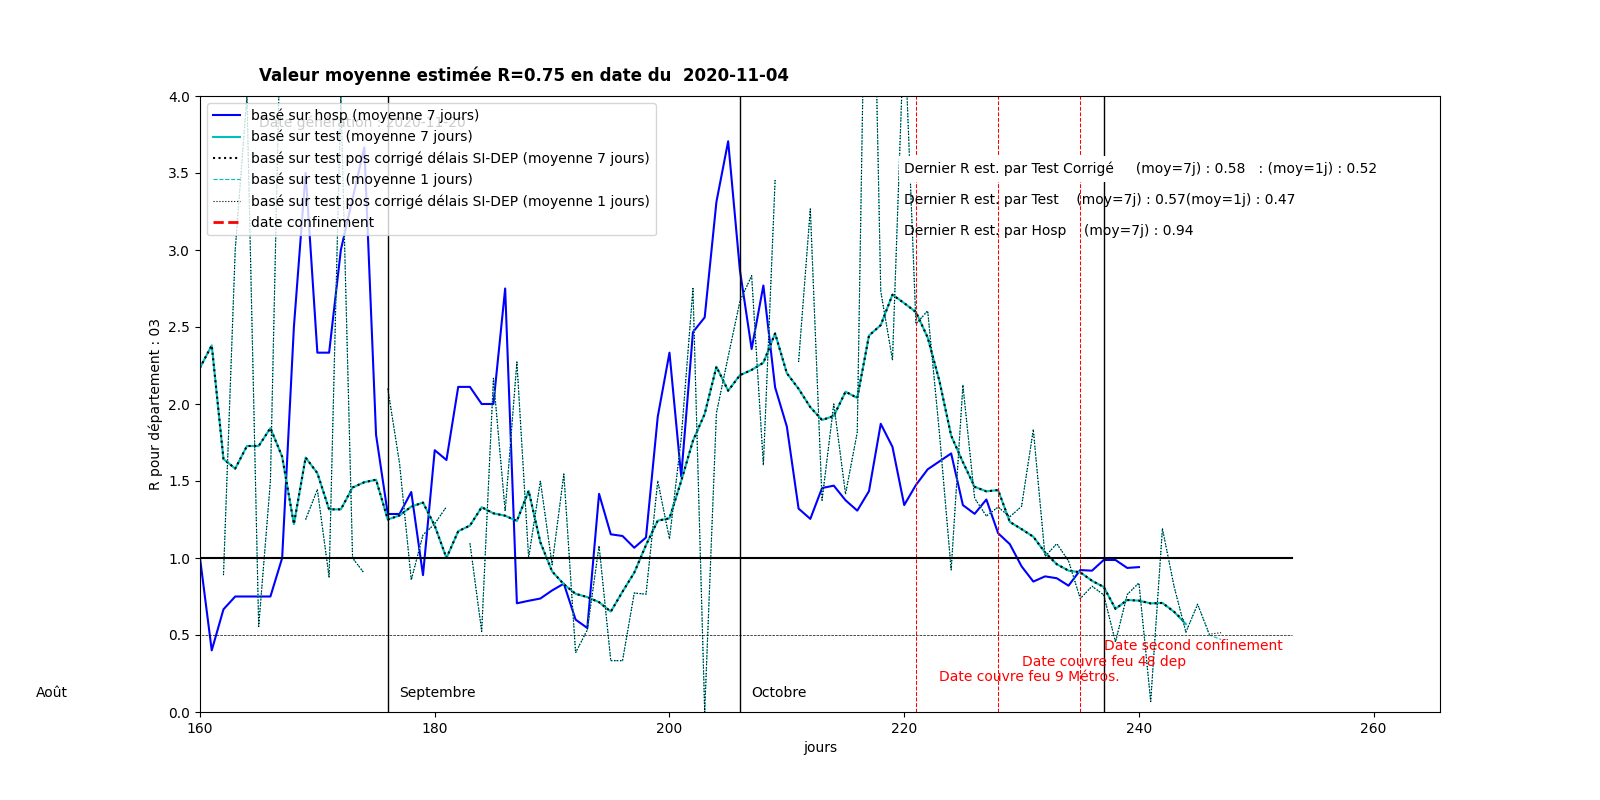 Valeur moyenne estimée R=0.75 en date du  2020-11-04
Date génération : 2020-11-20
basé sur hosp (moyenne 7 jours)
basé sur test (moyenne 7 jours)
basé sur test pos corrigé délais SI-DEP (moyenne 7 jours)
basé sur test (moyenne 1 jours)
basé sur test pos corrigé délais SI-DEP (moyenne 1 jours)
date confinement
Dernier R est. par Test Corrigé     (moy=7j) : 0.58   : (moy=1j) : 0.52
Dernier R est. par Test    (moy=7j) : 0.57(moy=1j) : 0.47
Dernier R est. par Hosp    (moy=7j) : 0.94
4.0
3.5
3.0
2.5
2.0
1.5
1.0
0.5
0.0
R pour département : 03
Date second confinement
Date couvre feu 48 dep
Date couvre feu 9 Métros.
Août
Septembre
Octobre
160
180
200
220
240
260
jours